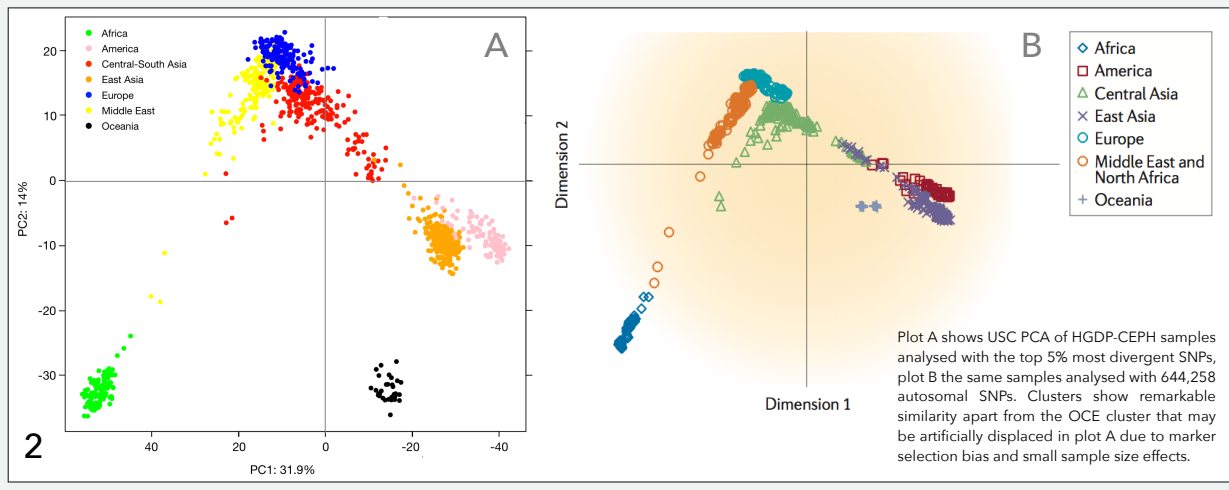 Africa
America
Central-South Asia
East Asia
Europe
Middle East
Oceania
A
20
10
0
-10
-20
-30
PC2: 14%
40
20
0
-20
-40
PC1: 31.9%
2
B
Dimension 2
Dimension 1
Africa
America
Central Asia
East Asia
Europe
Middle East and
North Africa
Oceania
Plot A shows USC PCA of HGDP-CEPH samples
analysed with the top 5% most divergent SNPs,
plot B the same samples analysed with 644,258
autosomal SNPs. Clusters show remarkable
similarity apart from the OCE cluster that may
be artificially displaced in plot A due to marker
selection bias and small sample size effects.